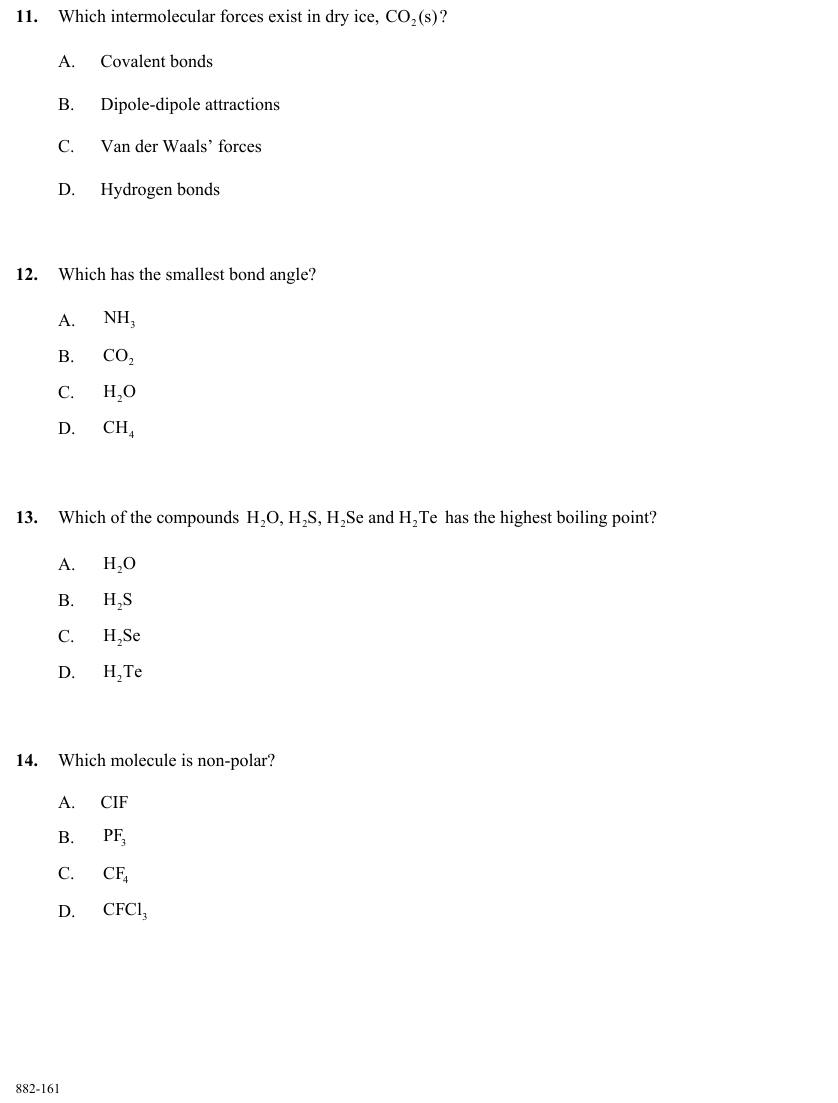 11. Which intermolecular forces exist in dry ice, CO₂(s)?
A. Covalent bonds
B. Dipole-dipole attractions
C. Van der Waals’ forces
D. Hydrogen bonds
12. Which has the smallest bond angle?
A. NH₃
B. CO₂
C. H₂O
D. CH₄
13. Which of the compounds H₂O, H₂S, H₂Se and H₂Te has the highest boiling point?
A. H₂O
B. H₂S
C. H₂Se
D. H₂Te
14. Which molecule is non-polar?
A. ClF
B. PF₃
C. CF₄
D. CFCl₃
882-161